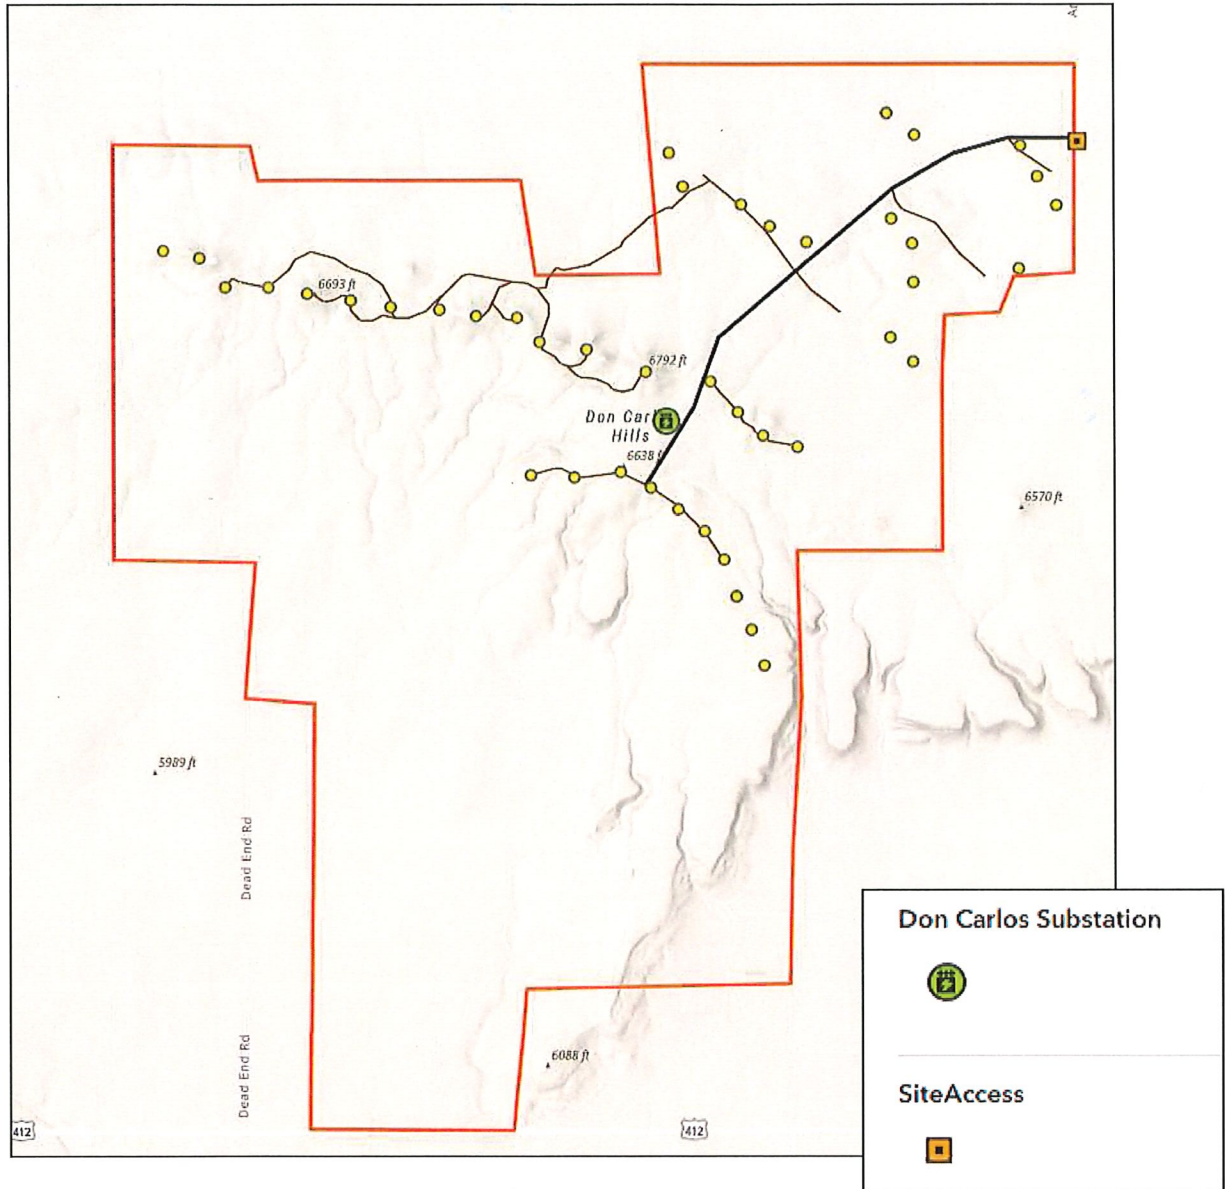 6693 ft
6792 ft
Don Carl
Hills
6638
6570 ft
5989 ft
Dead End Rd
Dead End Rd
6088 ft
412
412
Don Carlos Substation
SiteAccess